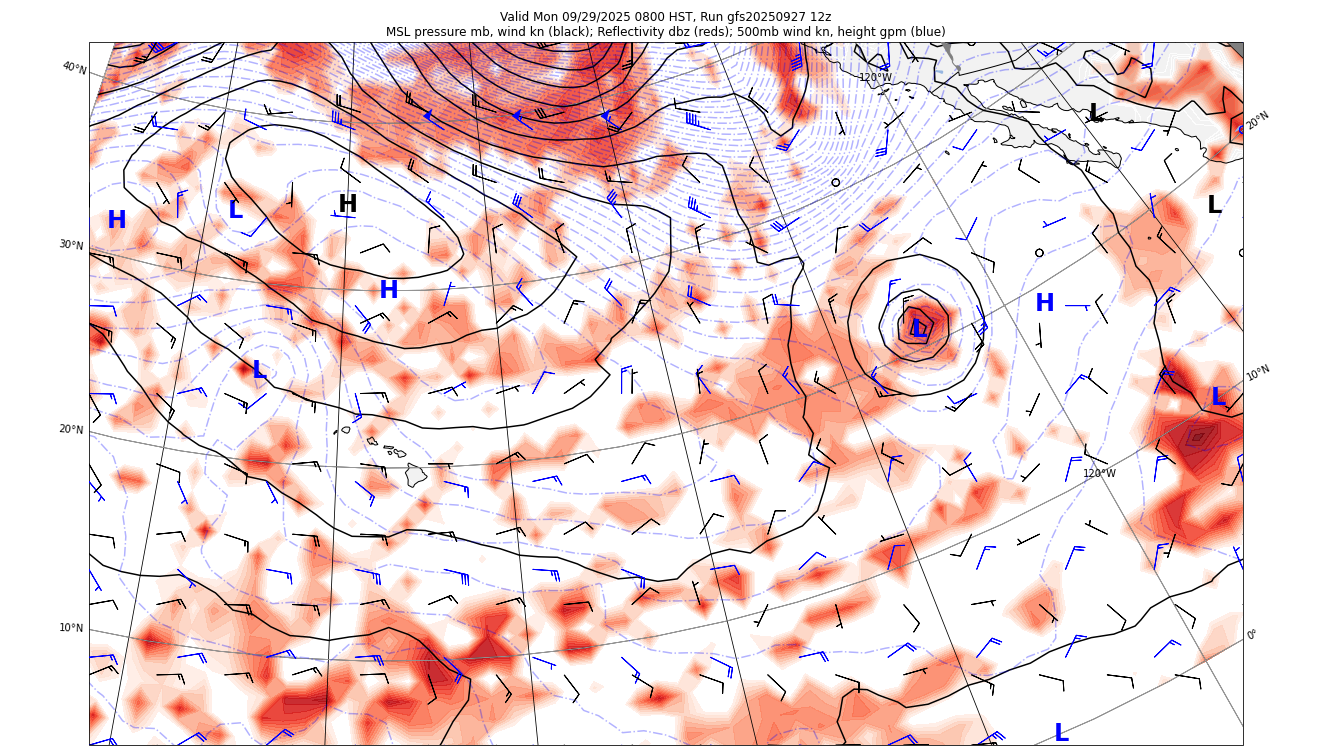 Valid Mon 09/29/2025 0800 HST, Run gfs20250927 12z
MSL pressure mb, wind kn (black); Reflectivity dbz (reds); 500mb wind kn, height gpm (blue)
40°N
120°W
L
20°N
H
L
H
L
30°N
H
H
L
L
10°N
L
20°N
120°W
10°N
0°
L